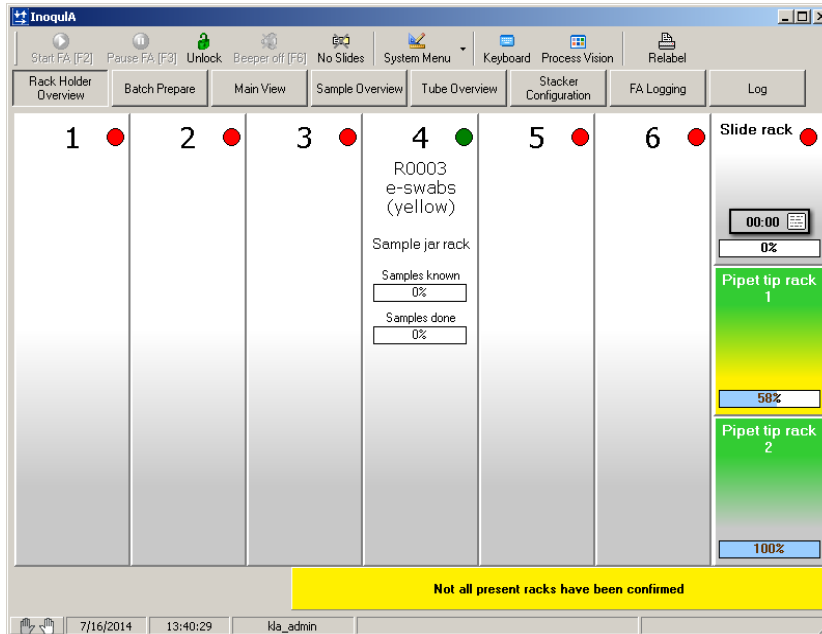 InoqulA
Start FA [F2] Pause FA [F3] Unlock Beeper off [F6] No Slides System Menu Keyboard Process Vision Relabel
Rack Holder Overview Batch Prepare Main View Sample Overview Tube Overview Stacker Configuration FA Logging Log
1 2 3 4 5 6 Slide rack
R0003
e-swabs
(yellow)
Sample jar rack
Samples known
0%
Samples done
0%
00:00
0%
Pipet tip rack
1
58%
Pipet tip rack
2
100%
Not all present racks have been confirmed
7/16/2014 13:40:29 kla_admin